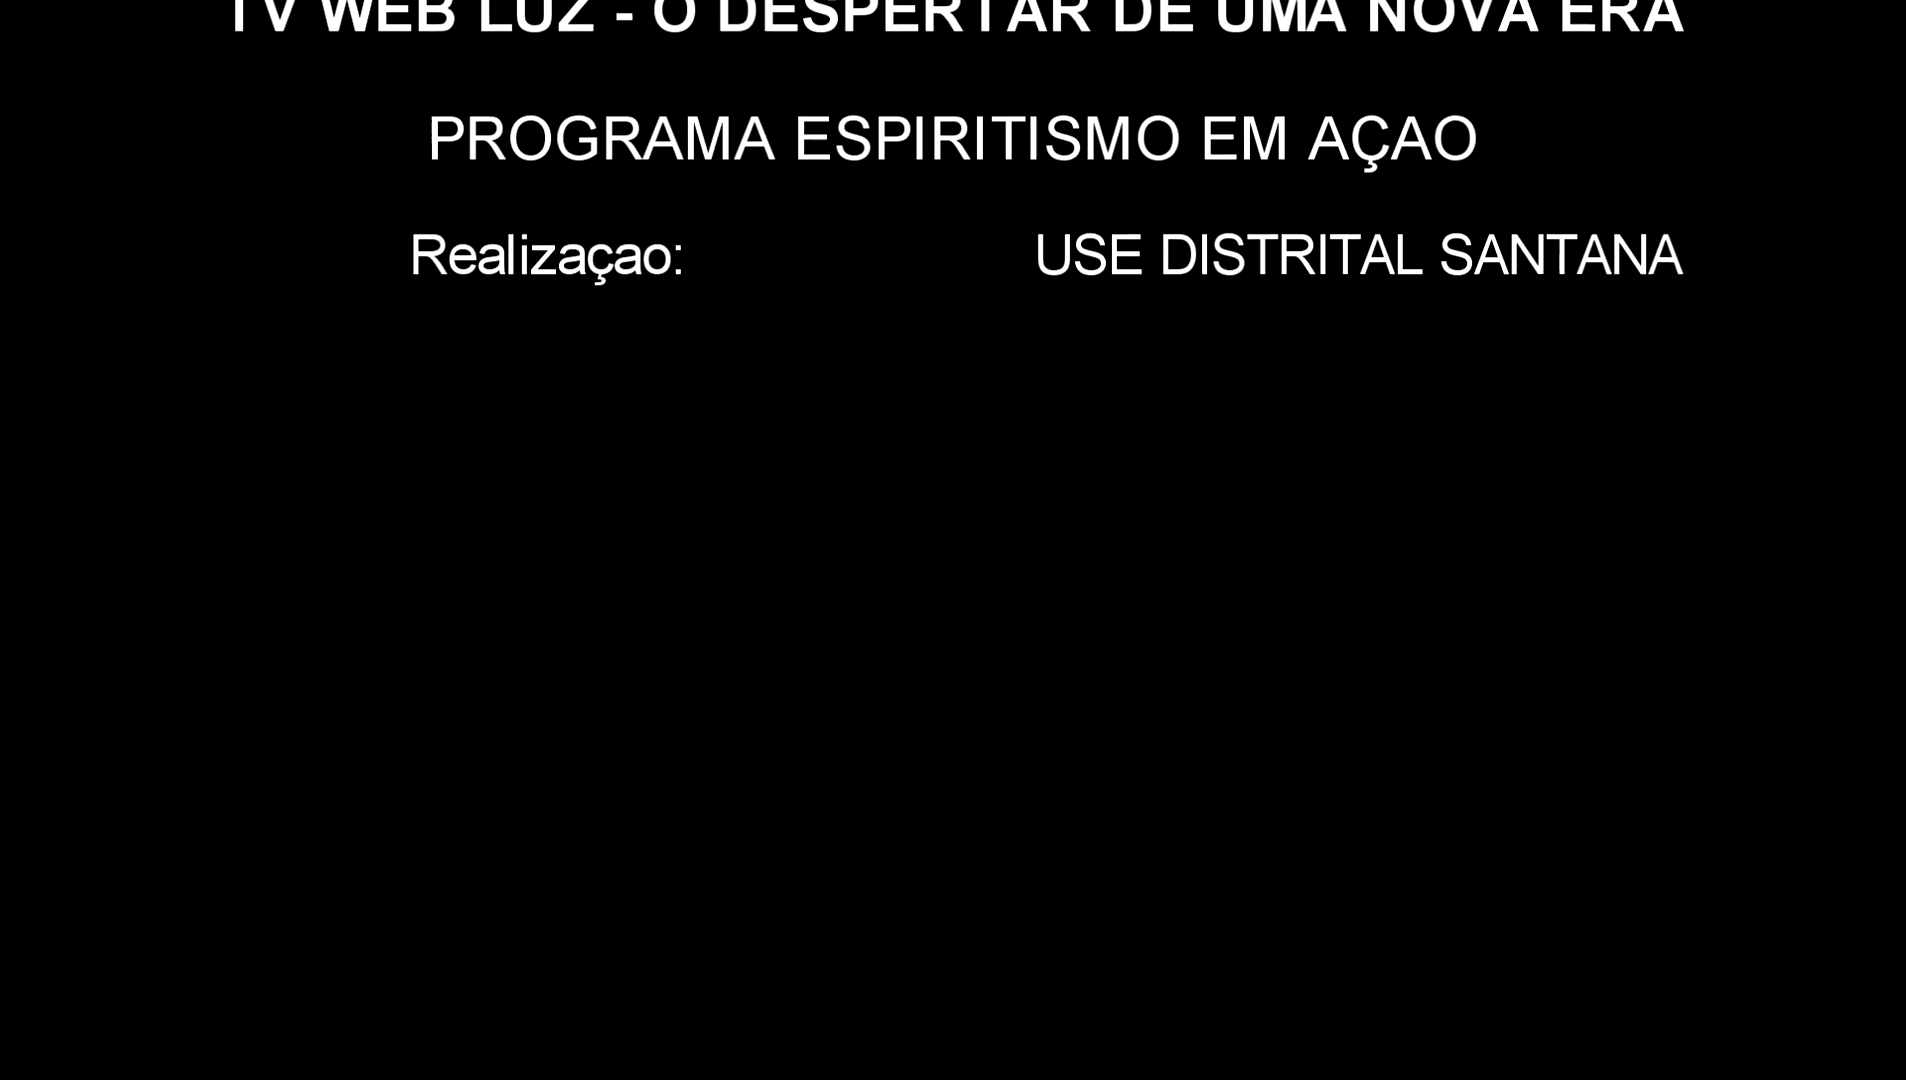 TV WEB LUZ - O DESPERTAR DE UMA NOVA ERA
PROGRAMA ESPIRITISMO EM AÇAO
Realizaçao: USE DISTRITAL SANTANA